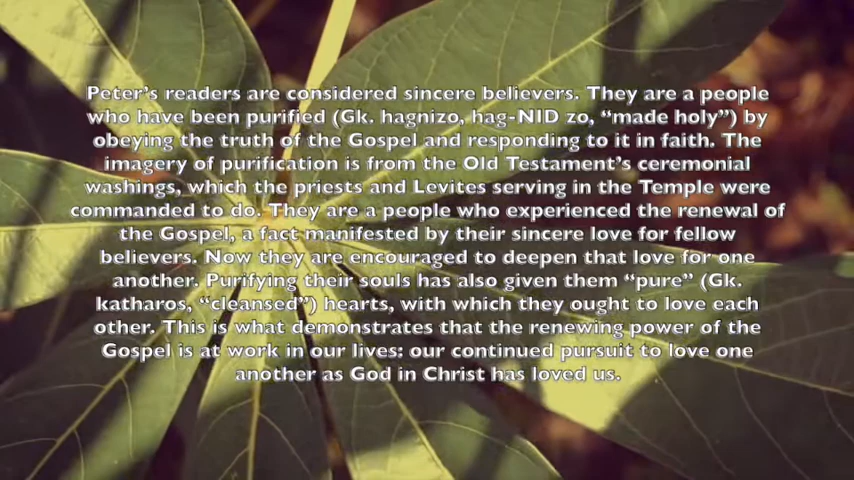 Peter’s readers are considered sincere believers. They are a people
who have been purified (Gk. hagnizo, hag-NID zo, “made holy”) by
obeying the truth of the Gospel and responding to it in faith. The
imagery of purification is from the Old Testament’s ceremonial
washings, which the priests and Levites serving in the Temple were
commanded to do. They are a people who experienced the renewal of
the Gospel, a fact manifested by their sincere love for fellow
believers. Now they are encouraged to deepen that love for one
another. Purifying their souls has also given them “pure” (Gk.
katharos, “cleansed”) hearts, with which they ought to love each
other. This is what demonstrates that the renewing power of the
Gospel is at work in our lives: our continued pursuit to love one
another as God in Christ has loved us.